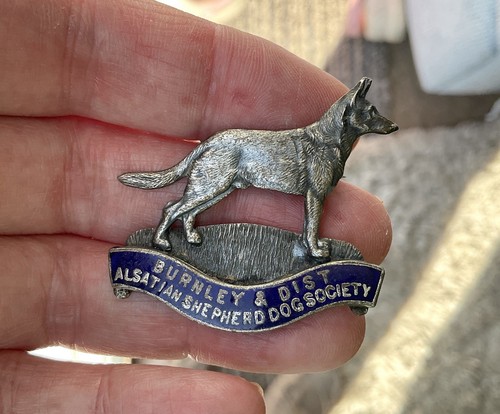 BURNLEY & DIST
ALSATIAN SHEPHERD DOG SOCIETY